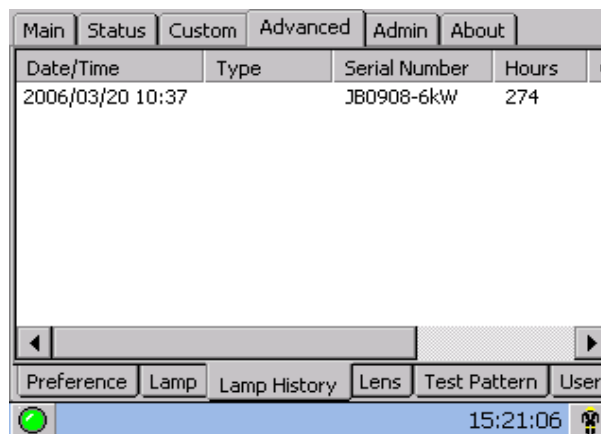 Main Status Custom Advanced Admin About
Date/Time Type Serial Number Hours
2006/03/20 10:37 JB0908-6kW 274
Preference Lamp Lamp History Lens Test Pattern User
15:21:06